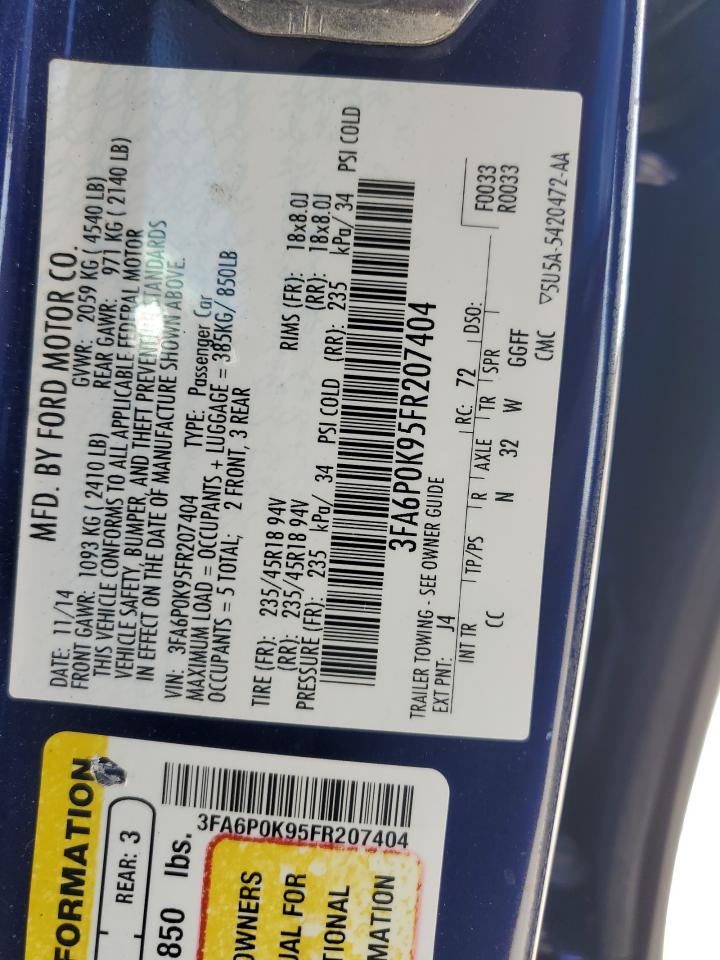 MFD. BY FORD MOTOR CO.
DATE: 11/14 GVWR: 2059 KG ( 4540 LB)
FRONT GAWR: 1093 KG ( 2410 LB) REAR GAWR: 971 KG ( 2140 LB)
THIS VEHICLE CONFORMS TO ALL APPLICABLE FEDERAL MOTOR
VEHICLE SAFETY, BUMPER, AND THEFT PREVENTION STANDARDS
IN EFFECT ON THE DATE OF MANUFACTURE SHOWN ABOVE.
VIN: 3FA6P0K95FR207404 TYPE: Passenger Car
MAXIMUM LOAD = OCCUPANTS + LUGGAGE = 385KG/ 850LB
OCCUPANTS = 5 TOTAL; 2 FRONT, 3 REAR
TIRE (FR): 235/45R18 94V RIMS (FR): 18x8.0J
(RR): 235/45R18 94V (RR): 18x8.0J
PRESSURE (FR): 235 kPa/ 34 PSI COLD (RR): 235 kPa/ 34 PSI COLD
3FA6P0K95FR207404
TRAILER TOWING - SEE OWNER GUIDE F0033
EXT PNT: J4 RC: 72 DSO: R0033
INT TR TP/PS R AXLE TR SPR
CC N 32 W GGFF
CMC ▽5U5A-5420472-AA
FORMATION
REAR: 3
850 lbs.
3FA6P0K95FR207404
OWNERS
UAL FOR
TIONAL
MATION